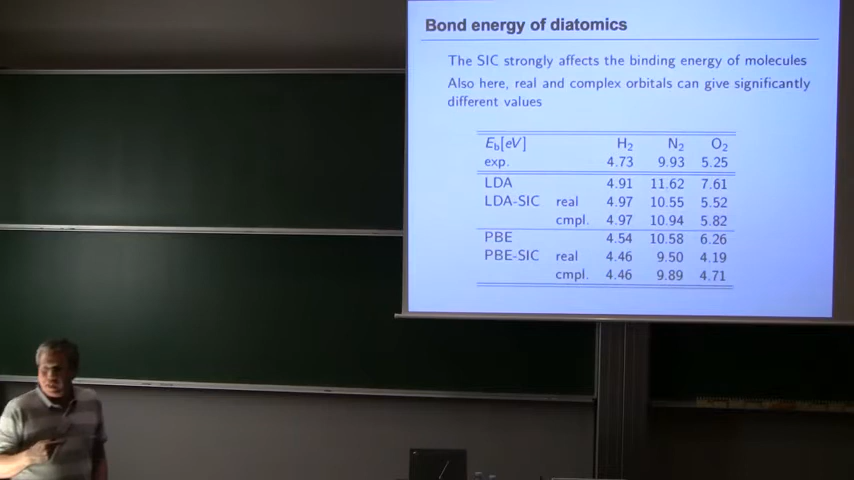 Bond energy of diatomics
The SIC strongly affects the binding energy of molecules
Also here, real and complex orbitals can give significantly
different values
Eb[eV] H2 N2 O2
exp. 4.73 9.93 5.25
LDA 4.91 11.62 7.61
LDA-SIC real 4.97 10.55 5.52
cmpl. 4.97 10.94 5.82
PBE 4.54 10.58 6.26
PBE-SIC real 4.46 9.50 4.19
cmpl. 4.46 9.89 4.71